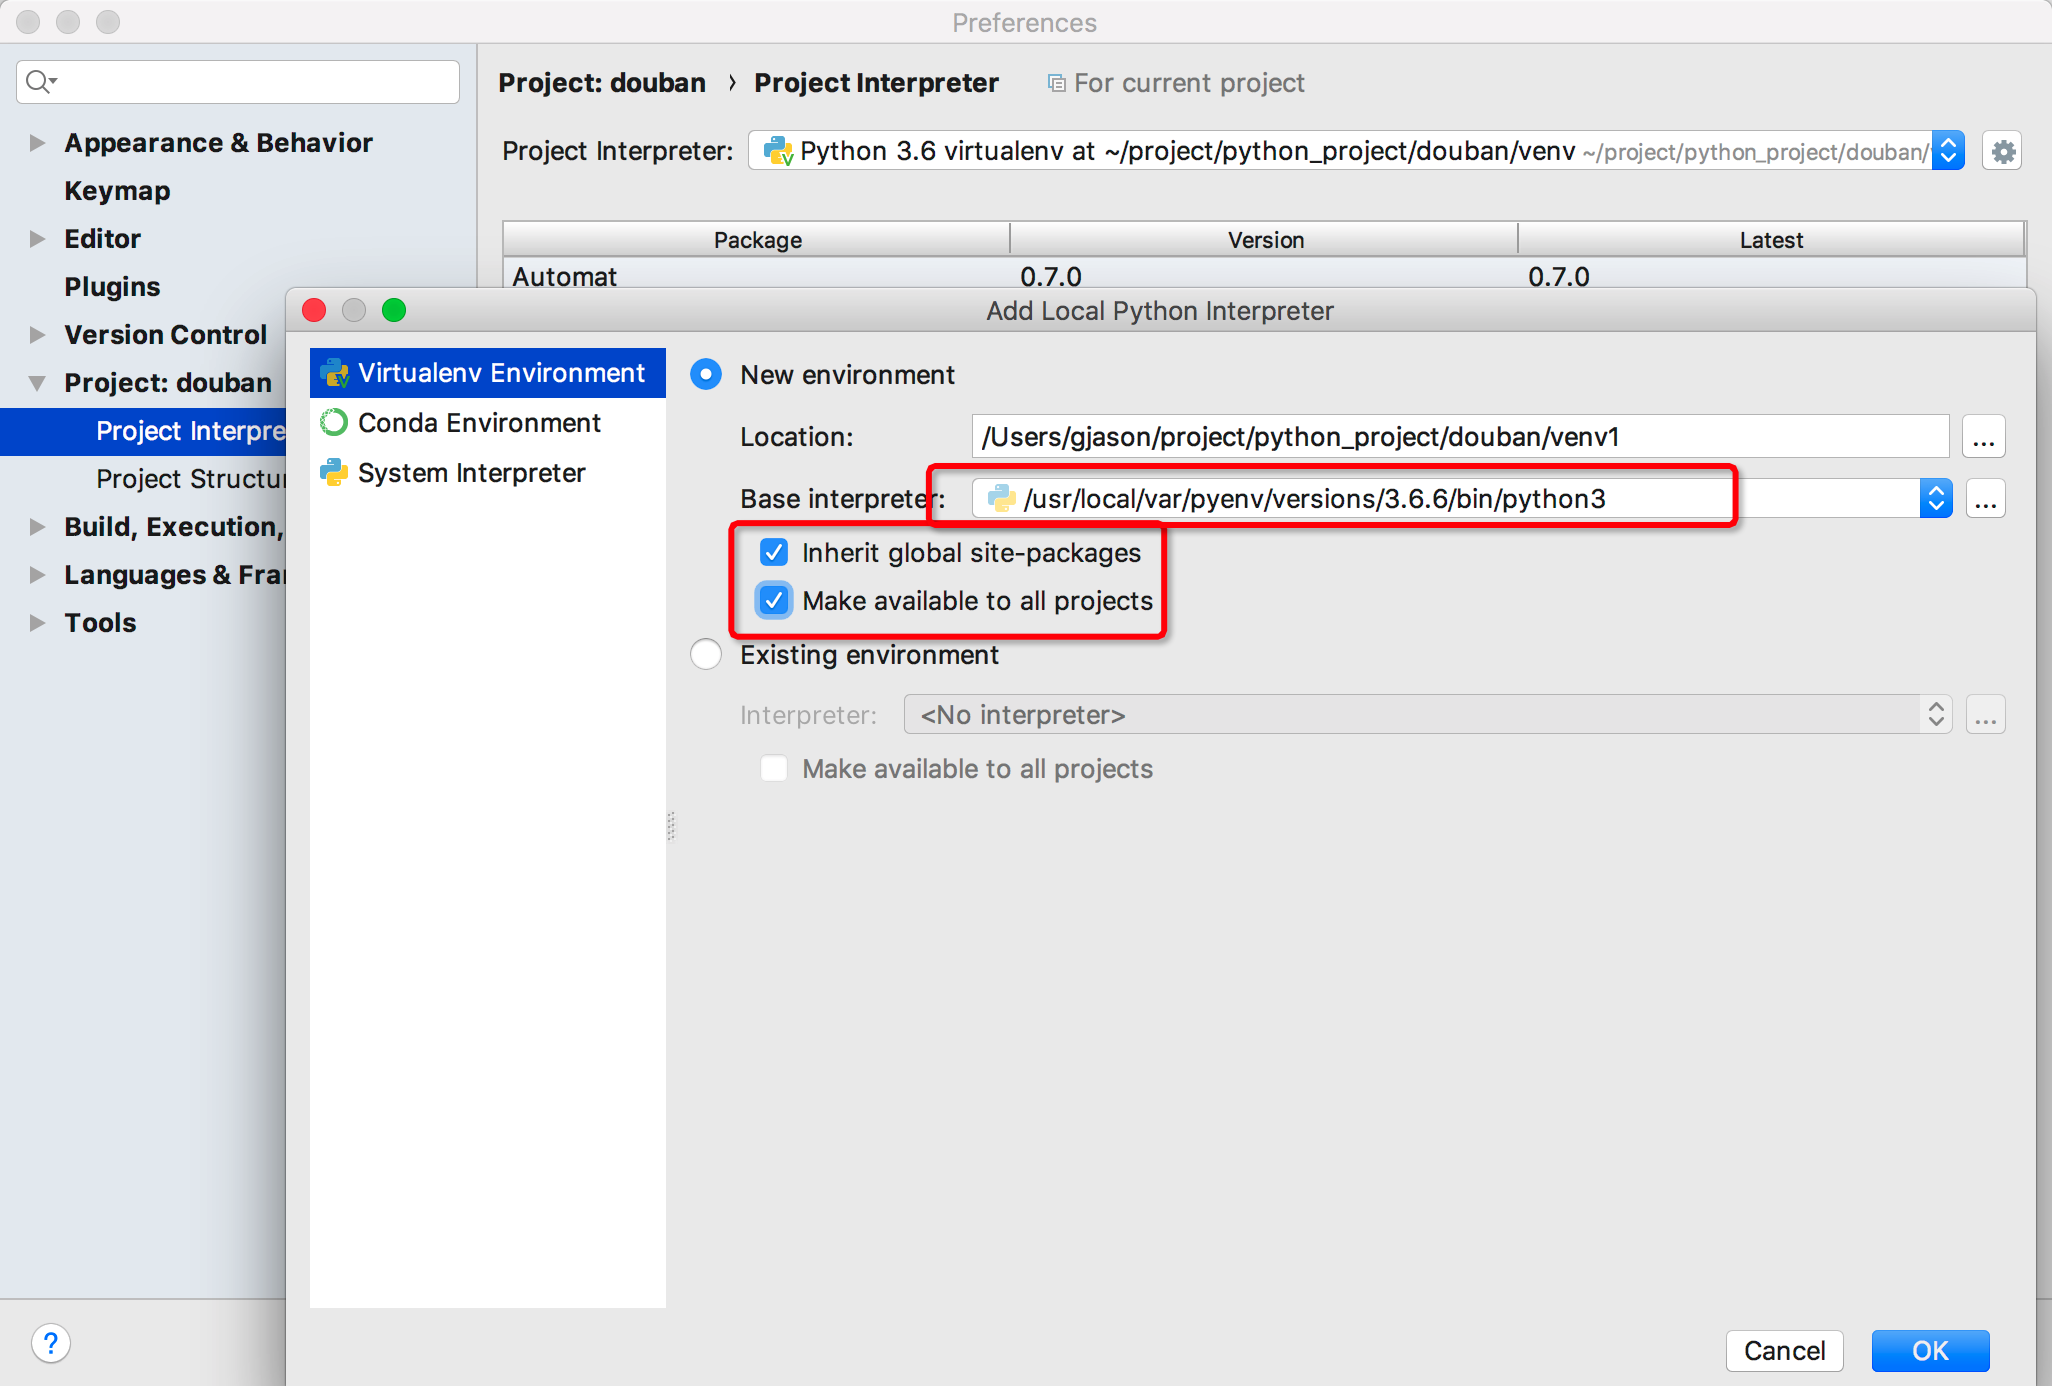 Preferences
Project: douban › Project Interpreter For current project
Appearance & Behavior
Keymap
Editor
Plugins
Version Control
Project: douban
Project Interpre
Project Structur
Build, Execution,
Languages & Fra
Tools
Project Interpreter: Python 3.6 virtualenv at ~/project/python_project/douban/venv ~/project/python_project/douban/
Package Version Latest
Automat 0.7.0 0.7.0
Add Local Python Interpreter
Virtualenv Environment
Conda Environment
System Interpreter
New environment
Location: /Users/gjason/project/python_project/douban/venv1 ...
Base interpreter: /usr/local/var/pyenv/versions/3.6.6/bin/python3 ...
Inherit global site-packages
Make available to all projects
Existing environment
Interpreter: <No interpreter> ...
Make available to all projects
?
Cancel OK